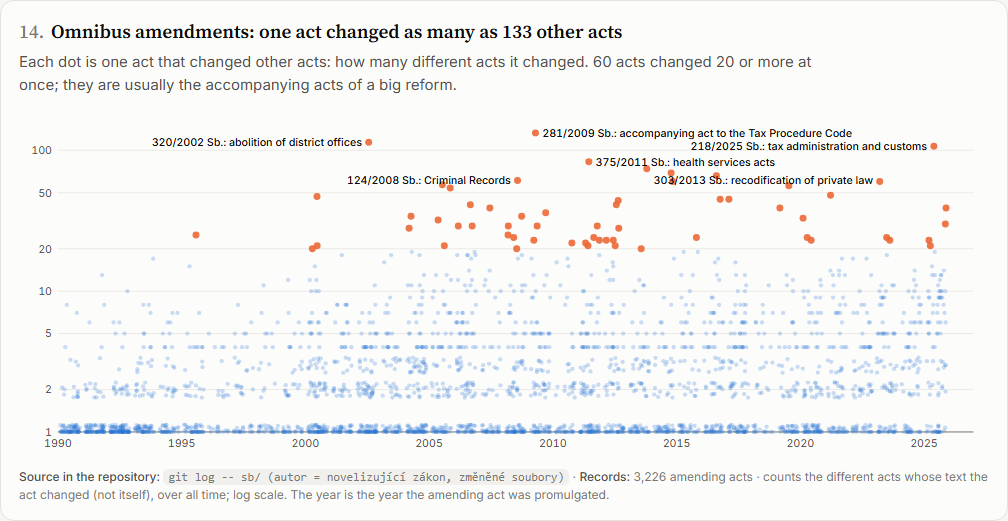 14. Omnibus amendments: one act changed as many as 133 other acts
Each dot is one act that changed other acts: how many different acts it changed. 60 acts changed 20 or more at
once; they are usually the accompanying acts of a big reform.
281/2009 Sb.: accompanying act to the Tax Procedure Code
320/2002 Sb.: abolition of district offices
218/2025 Sb.: tax administration and customs
100
375/2011 Sb.: health services acts
124/2008 Sb.: Criminal Records
303/2013 Sb.: recodification of private law
50
20
10
5
2
1
1990 1995 2000 2005 2010 2015 2020 2025
Source in the repository: git log -- sb/ (autor = novelizující zákon, změněné soubory) · Records: 3,226 amending acts · counts the different acts whose text the
act changed (not itself), over all time; log scale. The year is the year the amending act was promulgated.